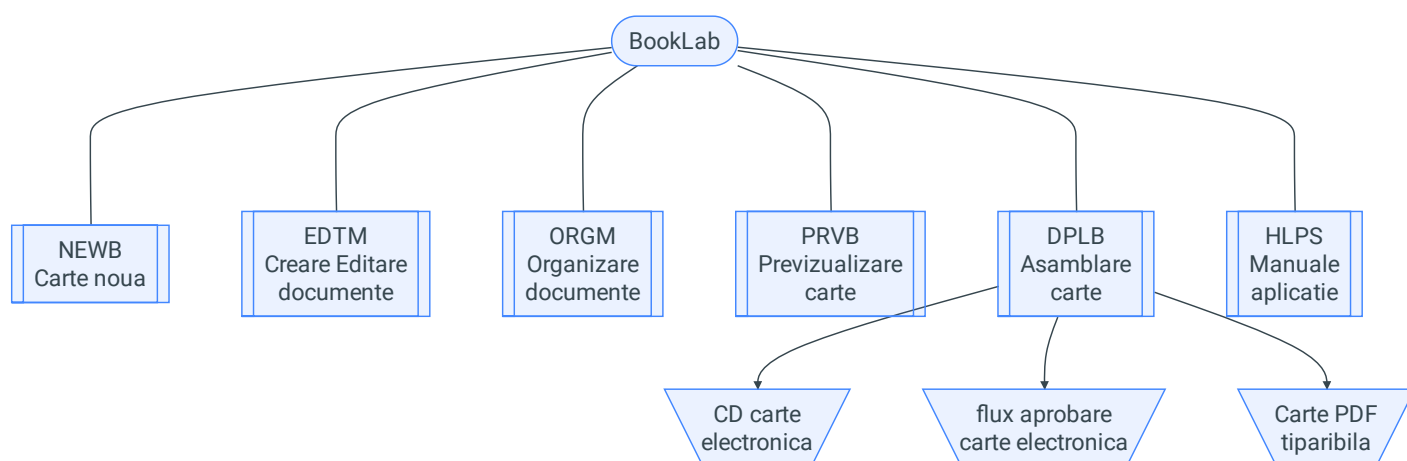 BookLab
NEWB
Carte noua
EDTM
Creare Editare
documente
ORGM
Organizare
documente
PRVB
Previzualizare
carte
DPLB
Asamblare
carte
HLPS
Manuale
aplicatie
CD carte
electronica
flux aprobare
carte electronica
Carte PDF
tiparibila